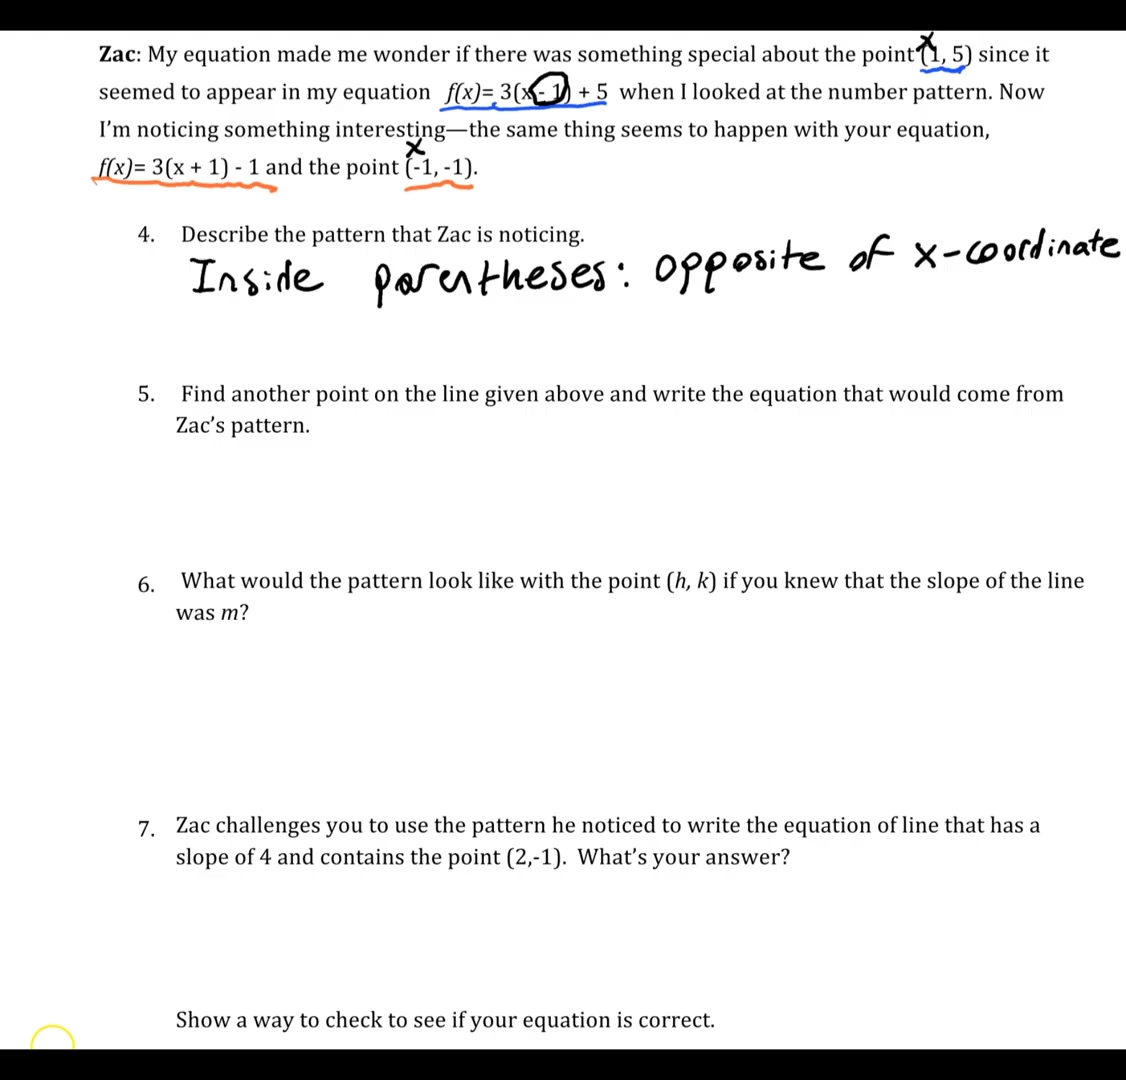 Zac: My equation made me wonder if there was something special about the point (1, 5) since it
x
seemed to appear in my equation f(x)= 3(x - 1) + 5 when I looked at the number pattern. Now
I'm noticing something interesting—the same thing seems to happen with your equation,
x
f(x)= 3(x + 1) - 1 and the point (-1, -1).
4. Describe the pattern that Zac is noticing.
Inside parentheses: opposite of x-coordinate
5. Find another point on the line given above and write the equation that would come from
Zac's pattern.
6. What would the pattern look like with the point (h, k) if you knew that the slope of the line
was m?
7. Zac challenges you to use the pattern he noticed to write the equation of line that has a
slope of 4 and contains the point (2,-1). What's your answer?
Show a way to check to see if your equation is correct.